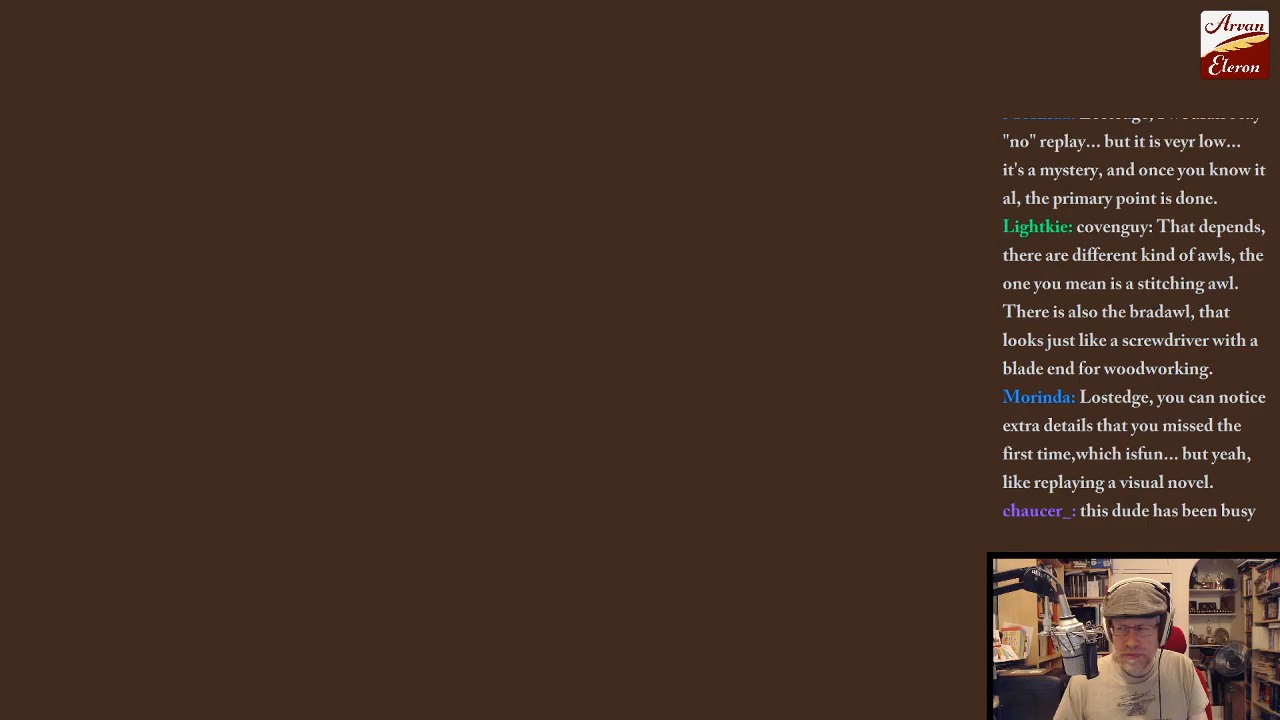 Arvan
Eleron
"no" replay... but it is veyr low...
it's a mystery, and once you know it
al, the primary point is done.
Lightkie: covenguy: That depends,
there are different kind of awls, the
one you mean is a stitching awl.
There is also the bradawl, that
looks just like a screwdriver with a
blade end for woodworking.
Morinda: Lostedge, you can notice
extra details that you missed the
first time,which isfun... but yeah,
like replaying a visual novel.
chaucer_: this dude has been busy